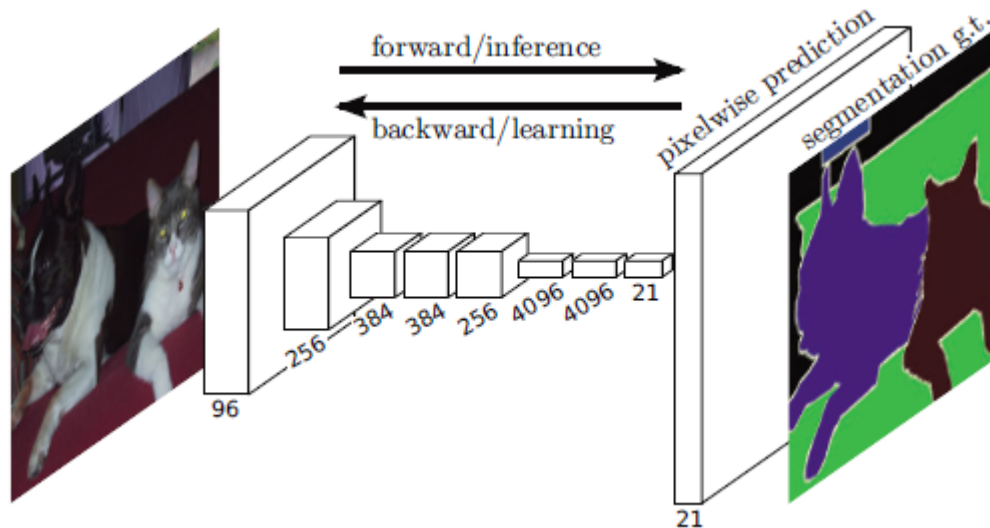 forward/inference
backward/learning
pixelwise prediction
segmentation g.t.
96
256
384
384
256
4096
4096
21
21